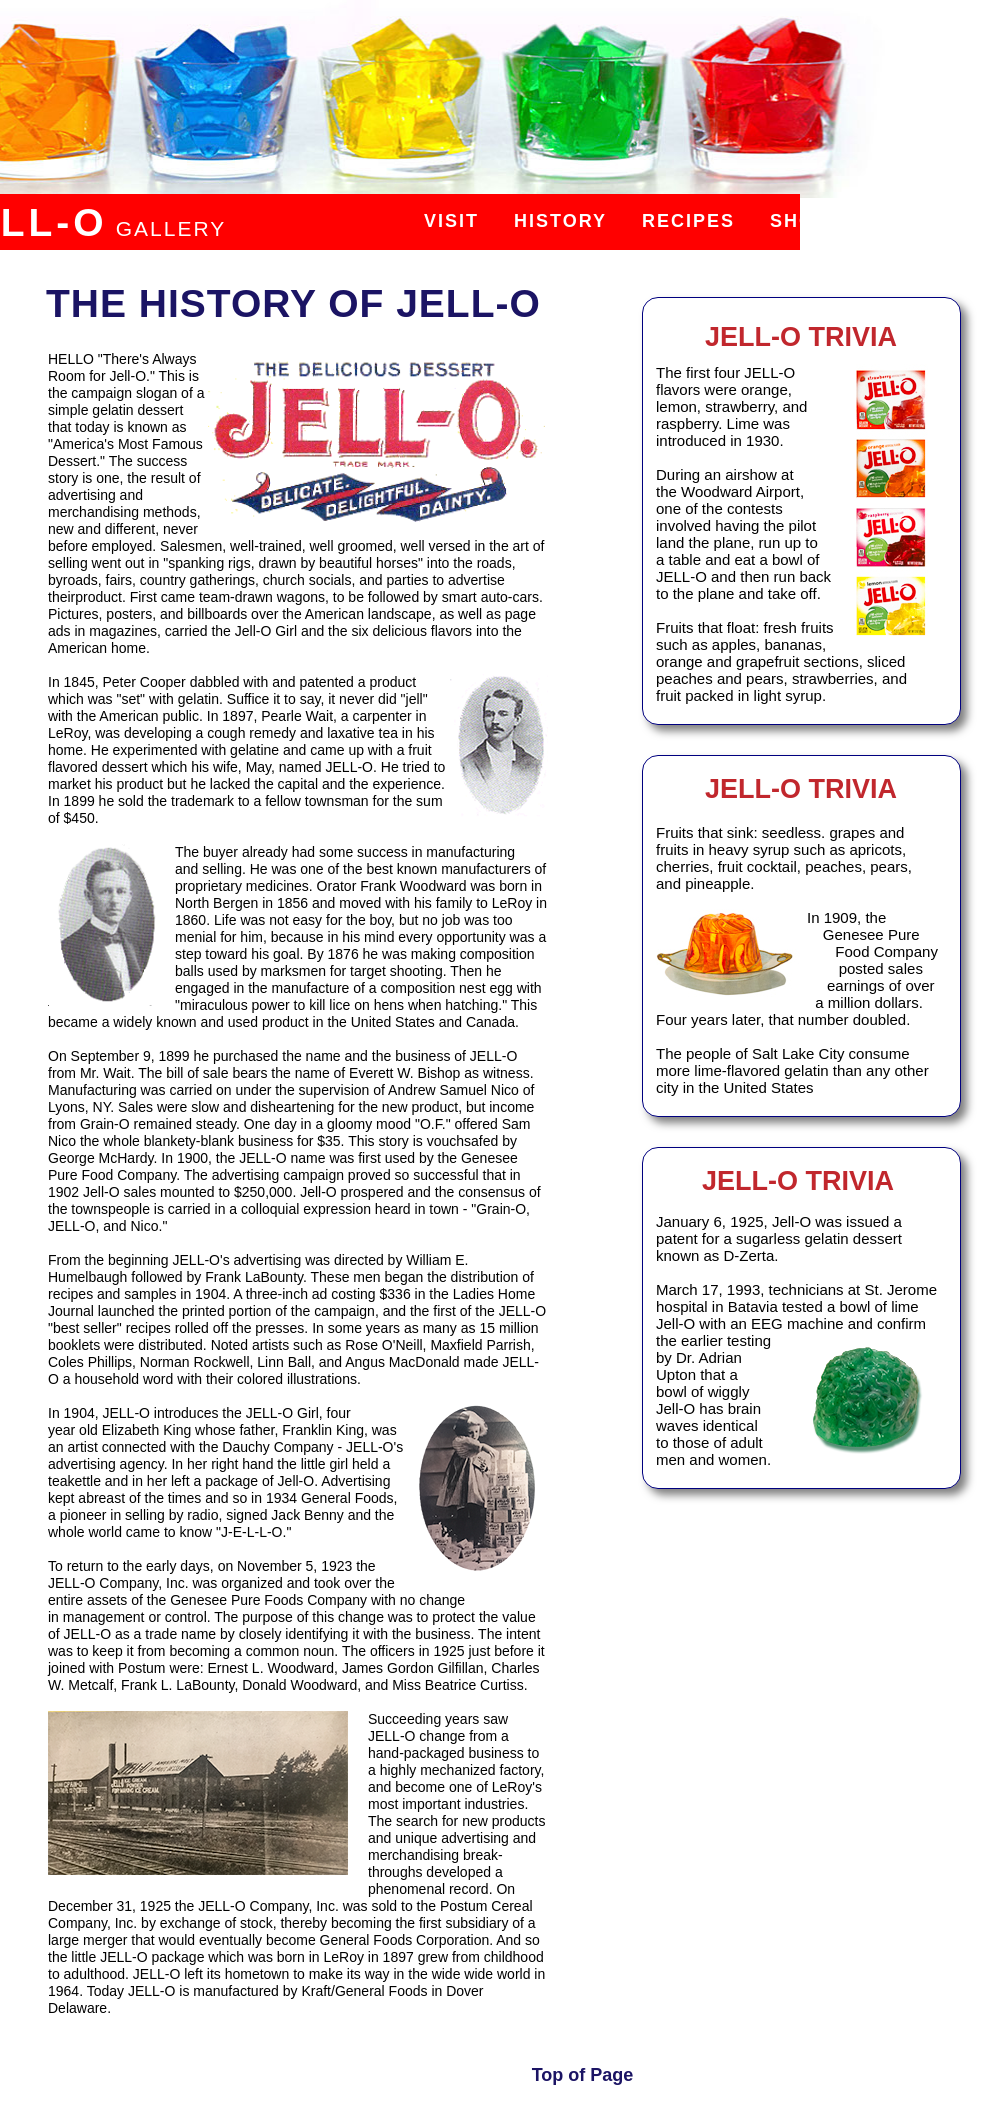 LL-O GALLERY
VISIT HISTORY RECIPES SH
THE HISTORY OF JELL-O
HELLO "There's Always
Room for Jell-O." This is
the campaign slogan of a
simple gelatin dessert
that today is known as
"America's Most Famous
Dessert." The success
story is one, the result of
advertising and
merchandising methods,
new and different, never
before employed. Salesmen, well-trained, well groomed, well versed in the art of
selling went out in "spanking rigs, drawn by beautiful horses" into the roads,
byroads, fairs, country gatherings, church socials, and parties to advertise
theirproduct. First came team-drawn wagons, to be followed by smart auto-cars.
Pictures, posters, and billboards over the American landscape, as well as page
ads in magazines, carried the Jell-O Girl and the six delicious flavors into the
American home.
THE DELICIOUS DESSERT
JELL-O.
TRADE MARK.
DELICATE. DELIGHTFUL. DAINTY.
In 1845, Peter Cooper dabbled with and patented a product
which was "set" with gelatin. Suffice it to say, it never did "jell"
with the American public. In 1897, Pearle Wait, a carpenter in
LeRoy, was developing a cough remedy and laxative tea in his
home. He experimented with gelatine and came up with a fruit
flavored dessert which his wife, May, named JELL-O. He tried to
market his product but he lacked the capital and the experience.
In 1899 he sold the trademark to a fellow townsman for the sum
of $450.
The buyer already had some success in manufacturing
and selling. He was one of the best known manufacturers of
proprietary medicines. Orator Frank Woodward was born in
North Bergen in 1856 and moved with his family to LeRoy in
1860. Life was not easy for the boy, but no job was too
menial for him, because in his mind every opportunity was a
step toward his goal. By 1876 he was making composition
balls used by marksmen for target shooting. Then he
engaged in the manufacture of a composition nest egg with
"miraculous power to kill lice on hens when hatching." This
became a widely known and used product in the United States and Canada.
On September 9, 1899 he purchased the name and the business of JELL-O
from Mr. Wait. The bill of sale bears the name of Everett W. Bishop as witness.
Manufacturing was carried on under the supervision of Andrew Samuel Nico of
Lyons, NY. Sales were slow and disheartening for the new product, but income
from Grain-O remained steady. One day in a gloomy mood "O.F." offered Sam
Nico the whole blankety-blank business for $35. This story is vouchsafed by
George McHardy. In 1900, the JELL-O name was first used by the Genesee
Pure Food Company. The advertising campaign proved so successful that in
1902 Jell-O sales mounted to $250,000. Jell-O prospered and the consensus of
the townspeople is carried in a colloquial expression heard in town - "Grain-O,
JELL-O, and Nico."
From the beginning JELL-O's advertising was directed by William E.
Humelbaugh followed by Frank LaBounty. These men began the distribution of
recipes and samples in 1904. A three-inch ad costing $336 in the Ladies Home
Journal launched the printed portion of the campaign, and the first of the JELL-O
"best seller" recipes rolled off the presses. In some years as many as 15 million
booklets were distributed. Noted artists such as Rose O'Neill, Maxfield Parrish,
Coles Phillips, Norman Rockwell, Linn Ball, and Angus MacDonald made JELL-
O a household word with their colored illustrations.
In 1904, JELL-O introduces the JELL-O Girl, four
year old Elizabeth King whose father, Franklin King, was
an artist connected with the Dauchy Company - JELL-O's
advertising agency. In her right hand the little girl held a
teakettle and in her left a package of Jell-O. Advertising
kept abreast of the times and so in 1934 General Foods,
a pioneer in selling by radio, signed Jack Benny and the
whole world came to know "J-E-L-L-O."
To return to the early days, on November 5, 1923 the
JELL-O Company, Inc. was organized and took over the
entire assets of the Genesee Pure Foods Company with no change
in management or control. The purpose of this change was to protect the value
of JELL-O as a trade name by closely identifying it with the business. The intent
was to keep it from becoming a common noun. The officers in 1925 just before it
joined with Postum were: Ernest L. Woodward, James Gordon Gilfillan, Charles
W. Metcalf, Frank L. LaBounty, Donald Woodward, and Miss Beatrice Curtiss.
Succeeding years saw
JELL-O change from a
hand-packaged business to
a highly mechanized factory,
and become one of LeRoy's
most important industries.
The search for new products
and unique advertising and
merchandising break-
throughs developed a
phenomenal record. On
December 31, 1925 the JELL-O Company, Inc. was sold to the Postum Cereal
Company, Inc. by exchange of stock, thereby becoming the first subsidiary of a
large merger that would eventually become General Foods Corporation. And so
the little JELL-O package which was born in LeRoy in 1897 grew from childhood
to adulthood. JELL-O left its hometown to make its way in the wide wide world in
1964. Today JELL-O is manufactured by Kraft/General Foods in Dover
Delaware.
JELL-O TRIVIA
The first four JELL-O
flavors were orange,
lemon, strawberry, and
raspberry. Lime was
introduced in 1930.
During an airshow at
the Woodward Airport,
one of the contests
involved having the pilot
land the plane, run up to
a table and eat a bowl of
JELL-O and then run back
to the plane and take off.
Fruits that float: fresh fruits
such as apples, bananas,
orange and grapefruit sections, sliced
peaches and pears, strawberries, and
fruit packed in light syrup.
strawberry
JELL-O
orange
JELL-O
raspberry
JELL-O
lemon
JELL-O
JELL-O TRIVIA
Fruits that sink: seedless. grapes and
fruits in heavy syrup such as apricots,
cherries, fruit cocktail, peaches, pears,
and pineapple.
In 1909, the
Genesee Pure
Food Company
posted sales
earnings of over
a million dollars.
Four years later, that number doubled.
The people of Salt Lake City consume
more lime-flavored gelatin than any other
city in the United States
JELL-O TRIVIA
January 6, 1925, Jell-O was issued a
patent for a sugarless gelatin dessert
known as D-Zerta.
March 17, 1993, technicians at St. Jerome
hospital in Batavia tested a bowl of lime
Jell-O with an EEG machine and confirm
the earlier testing
by Dr. Adrian
Upton that a
bowl of wiggly
Jell-O has brain
waves identical
to those of adult
men and women.
Top of Page